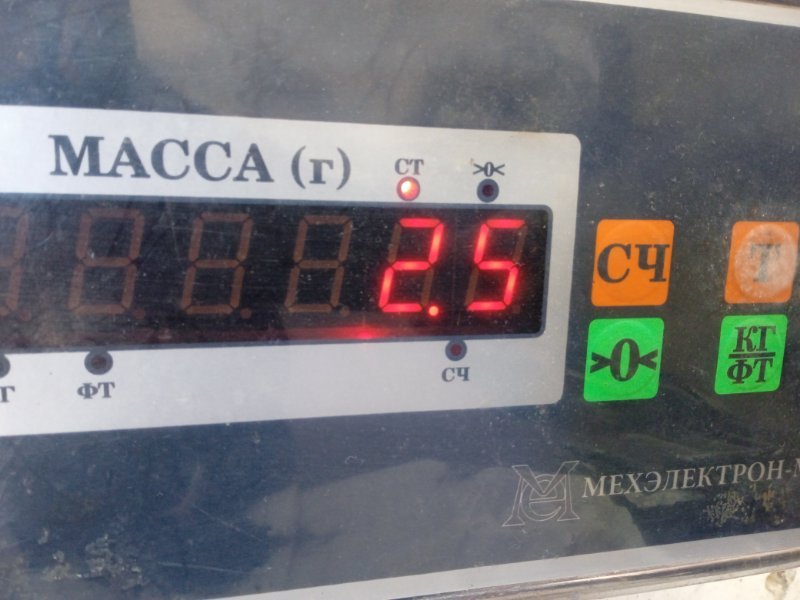 МАССА (г)
СТ
>0<
2.5
СЧ
Т
>0<
КГ
ФТ
Г
ФТ
СЧ
МЕХЭЛЕКТРОН-М